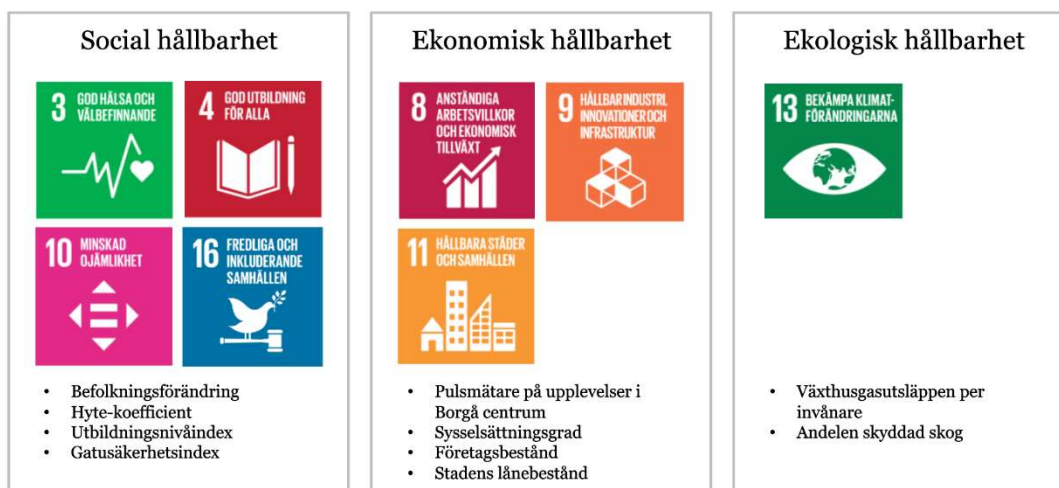 Social hållbarhet
3 GOD HÄLSA OCH
VÄLBEFINNANDE
4 GOD UTBILDNING
FÖR ALLA
10 MINSKAD
OJÄMLIKHET
16 FREDLIGA OCH
INKLUDERANDE
SAMHÄLLEN
• Befolkningsförändring
• Hyte-koefficient
• Utbildningsnivåindex
• Gatusäkerhetsindex
Ekonomisk hållbarhet
8 ANSTÄNDIGA
ARBETSVILLKOR
OCH EKONOMISK
TILLVÄXT
9 HÅLLBAR INDUSTRI,
INNOVATIONER OCH
INFRASTRUKTUR
11 HÅLLBARA STÄDER
OCH SAMHÄLLEN
• Pulsmätare på upplevelser i
Borgå centrum
• Sysselsättningsgrad
• Företagsbestånd
• Stadens lånebestånd
Ekologisk hållbarhet
13 BEKÄMPA KLIMAT-
FÖRÄNDRINGARNA
• Växthusgasutsläppen per
invånare
• Andelen skyddad skog